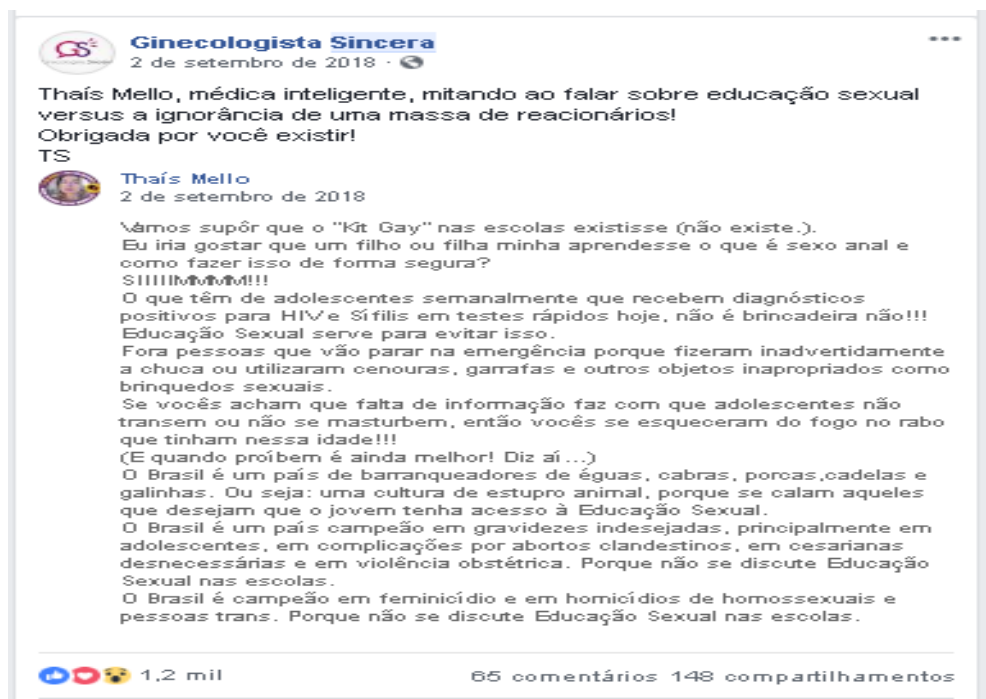 GS
Ginecologista Sincera
2 de setembro de 2018 ·
Thaís Mello, médica inteligente, mitando ao falar sobre educação sexual
versus a ignorância de uma massa de reacionários!
Obrigada por você existir!
TS
Thaís Mello
2 de setembro de 2018
Vamos supôr que o "Kit Gay" nas escolas existisse (não existe.).
Eu iria gostar que um filho ou filha minha aprendesse o que é sexo anal e
como fazer isso de forma segura?
SIIIIIMMMM!!!
O que têm de adolescentes semanalmente que recebem diagnósticos
positivos para HIV e Sífilis em testes rápidos hoje, não é brincadeira não!!!
Educação Sexual serve para evitar isso.
Fora pessoas que vão parar na emergência porque fizeram inadvertidamente
a chuca ou utilizaram cenouras, garrafas e outros objetos inapropriados como
brinquedos sexuais.
Se vocês acham que falta de informação faz com que adolescentes não
transem ou não se masturbem, então vocês se esqueceram do fogo no rabo
que tinham nessa idade!!!
(E quando proíbem é ainda melhor! Diz aí...)
O Brasil é um país de barranqueadores de éguas, cabras, porcas,cadelas e
galinhas. Ou seja: uma cultura de estupro animal, porque se calam aqueles
que desejam que o jovem tenha acesso à Educação Sexual.
O Brasil é um país campeão em gravidezes indesejadas, principalmente em
adolescentes, em complicações por abortos clandestinos, em cesarianas
desnecessárias e em violência obstétrica. Porque não se discute Educação
Sexual nas escolas.
O Brasil é campeão em feminicídio e em homicídios de homossexuais e
pessoas trans. Porque não se discute Educação Sexual nas escolas.
1,2 mil
65 comentários 148 compartilhamentos